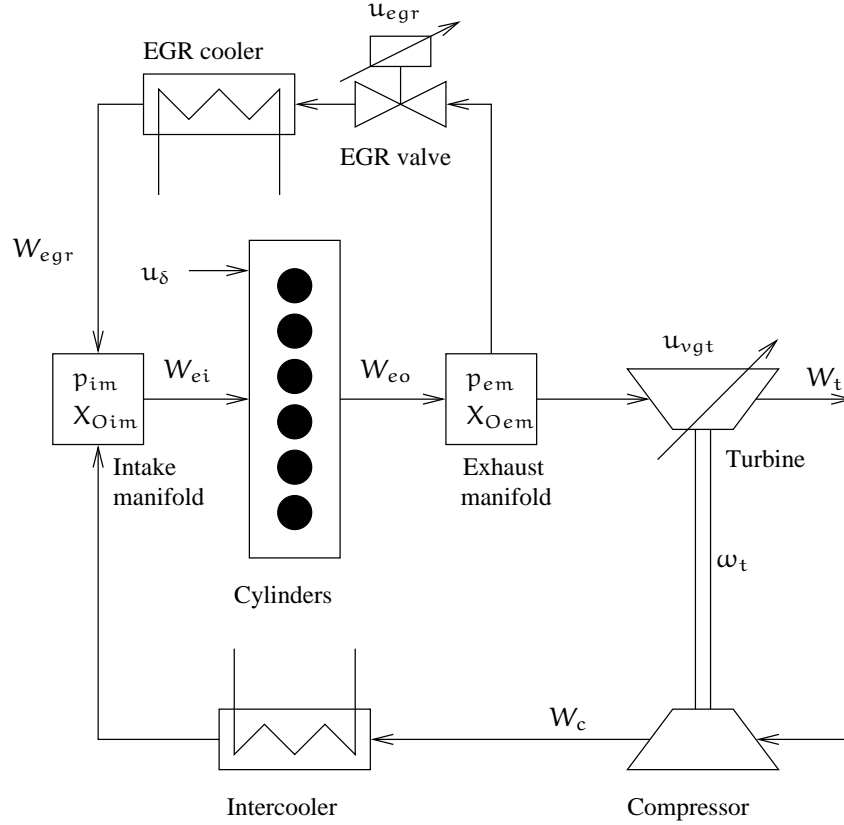 u_egr
EGR cooler
EGR valve
W_egr
u_δ
p_im
X_Oim
W_ei
W_eo
p_em
X_Oem
u_vgt
W_t
Intake
manifold
Exhaust
manifold
Turbine
ω_t
Cylinders
W_c
Intercooler
Compressor